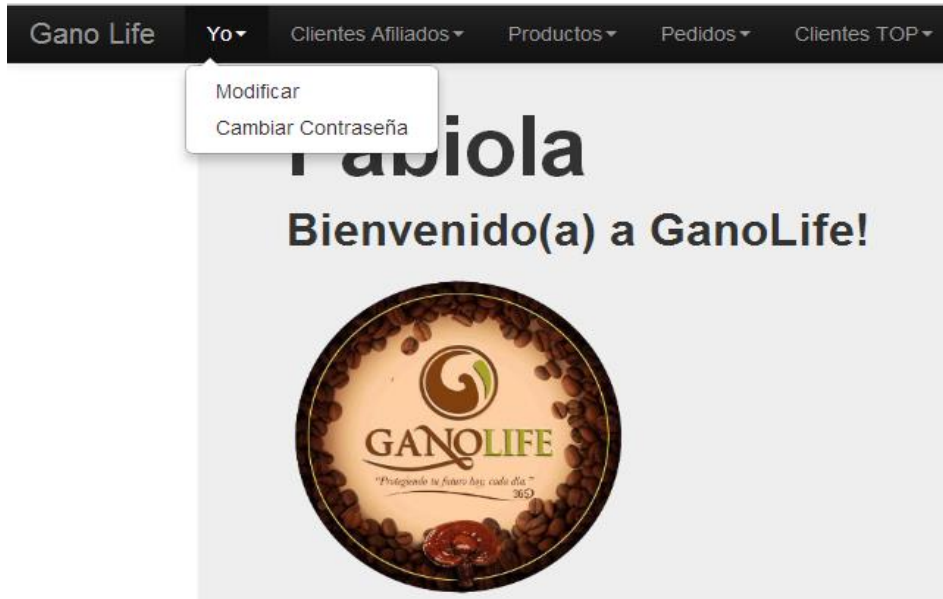 Gano Life Yo Clientes Afiliados Productos Pedidos Clientes TOP
Modificar
Cambiar Contraseña
Fabiola
Bienvenido(a) a GanoLife!
GANOLIFE
"Protegiendo tu futuro hoy, cada día."
365